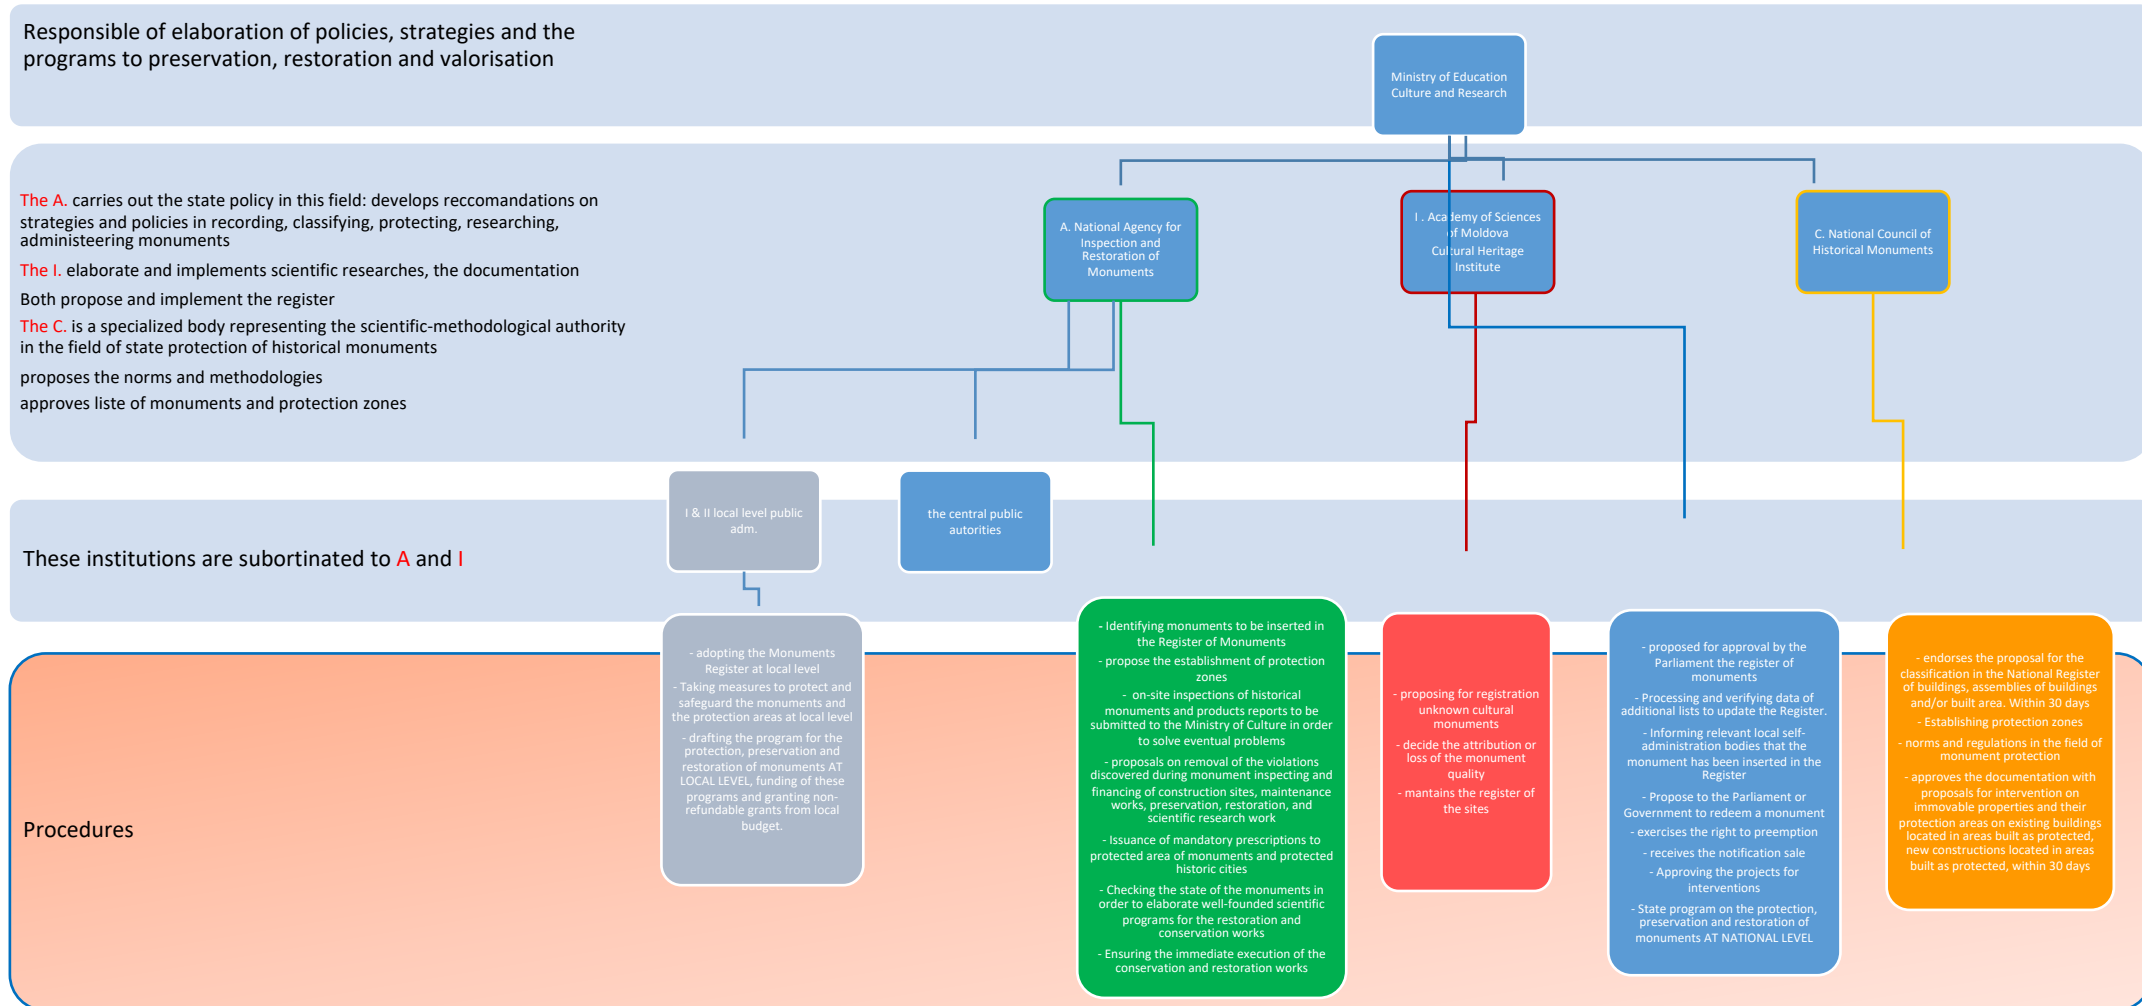 Responsible of elaboration of policies, strategies and the
programs to preservation, restoration and valorisation
Ministry of Education
Culture and Research
The A. carries out the state policy in this field: develops reccomandations on
strategies and policies in recording, classifying, protecting, researching,
administeering monuments
The I. elaborate and implements scientific researches, the documentation
Both propose and implement the register
The C. is a specialized body representing the scientific-methodological authority
in the field of state protection of historical monuments
proposes the norms and methodologies
approves liste of monuments and protection zones
A. National Agency for
Inspection and
Restoration of
Monuments
I . Academy of Sciences
of Moldova
Cultural Heritage
Institute
C. National Council of
Historical Monuments
I & II local level public
adm.
the central public
autorities
These institutions are subortinated to A and I
Procedures
- adopting the Monuments
Register at local level
- Taking measures to protect and
safeguard the monuments and
the protection areas at local level
- drafting the program for the
protection, preservation and
restoration of monuments AT
LOCAL LEVEL, funding of these
programs and granting non-
refundable grants from local
budget.
- Identifying monuments to be inserted in
the Register of Monuments
- propose the establishment of protection
zones
- on-site inspections of historical
monuments and products reports to be
submitted to the Ministry of Culture in order
to solve eventual problems
- proposals on removal of the violations
discovered during monument inspecting and
financing of construction sites, maintenance
works, preservation, restoration, and
scientific research work
- Issuance of mandatory prescriptions to
protected area of monuments and protected
historic cities
- Checking the state of the monuments in
order to elaborate well-founded scientific
programs for the restoration and
conservation works
- Ensuring the immediate execution of the
conservation and restoration works
- proposing for registration
unknown cultural
monuments
- decide the attribution or
loss of the monument
quality
- mantains the register of
the sites
- proposed for approval by the
Parliament the register of
monuments
- Processing and verifying data of
additional lists to update the Register.
- Informing relevant local self-
administration bodies that the
monument has been inserted in the
Register
- Propose to the Parliament or
Government to redeem a monument
- exercises the right to preemption
- receives the notification sale
- Approving the projects for
interventions
- State program on the protection,
preservation and restoration of
monuments AT NATIONAL LEVEL
- endorses the proposal for the
classification in the National Register
of buildings, assemblies of buildings
and/or built area. Within 30 days
- Establishing protection zones
- norms and regulations in the field of
monument protection
- approves the documentation with
proposals for intervention on
immovable properties and their
protection areas on existing buildings
located in areas built as protected,
new constructions located in areas
built as protected, within 30 days